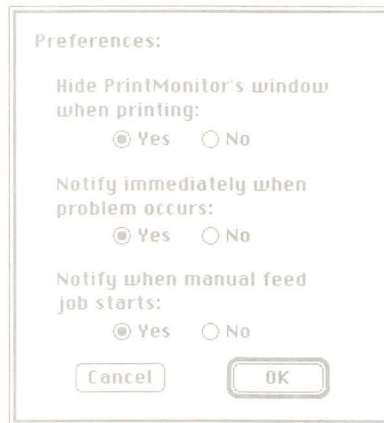 Preferences:
Hide PrintMonitor's window
when printing:
Yes No
Notify immediately when
problem occurs:
Yes No
Notify when manual feed
job starts:
Yes No
Cancel OK